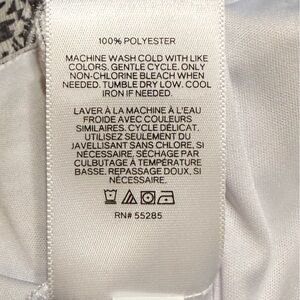 100% POLYESTER
MACHINE WASH COLD WITH LIKE
COLORS. GENTLE CYCLE. ONLY
NON-CHLORINE BLEACH WHEN
NEEDED. TUMBLE DRY LOW. COOL
IRON IF NEEDED.
LAVER À LA MACHINE À L'EAU
FROIDE AVEC COULEURS
SIMILAIRES. CYCLE DÉLICAT.
UTILISEZ SEULEMENT DU
JAVELLISANT SANS CHLORE, SI
NÉCESSAIRE. SÉCHAGE PAR
CULBUTAGE À TEMPÉRATURE
BASSE. REPASSAGE DOUX, SI
NÉCESSAIRE.
RN# 55285